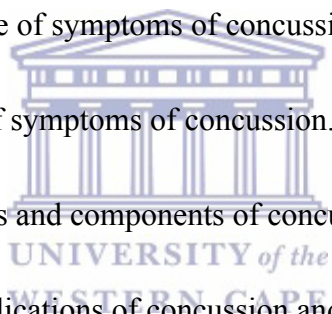 e of symptoms of concussi
f symptoms of concussion.
s and components of concu
UNIVERSITY of the
lications of concussion and
WESTERN CAPE